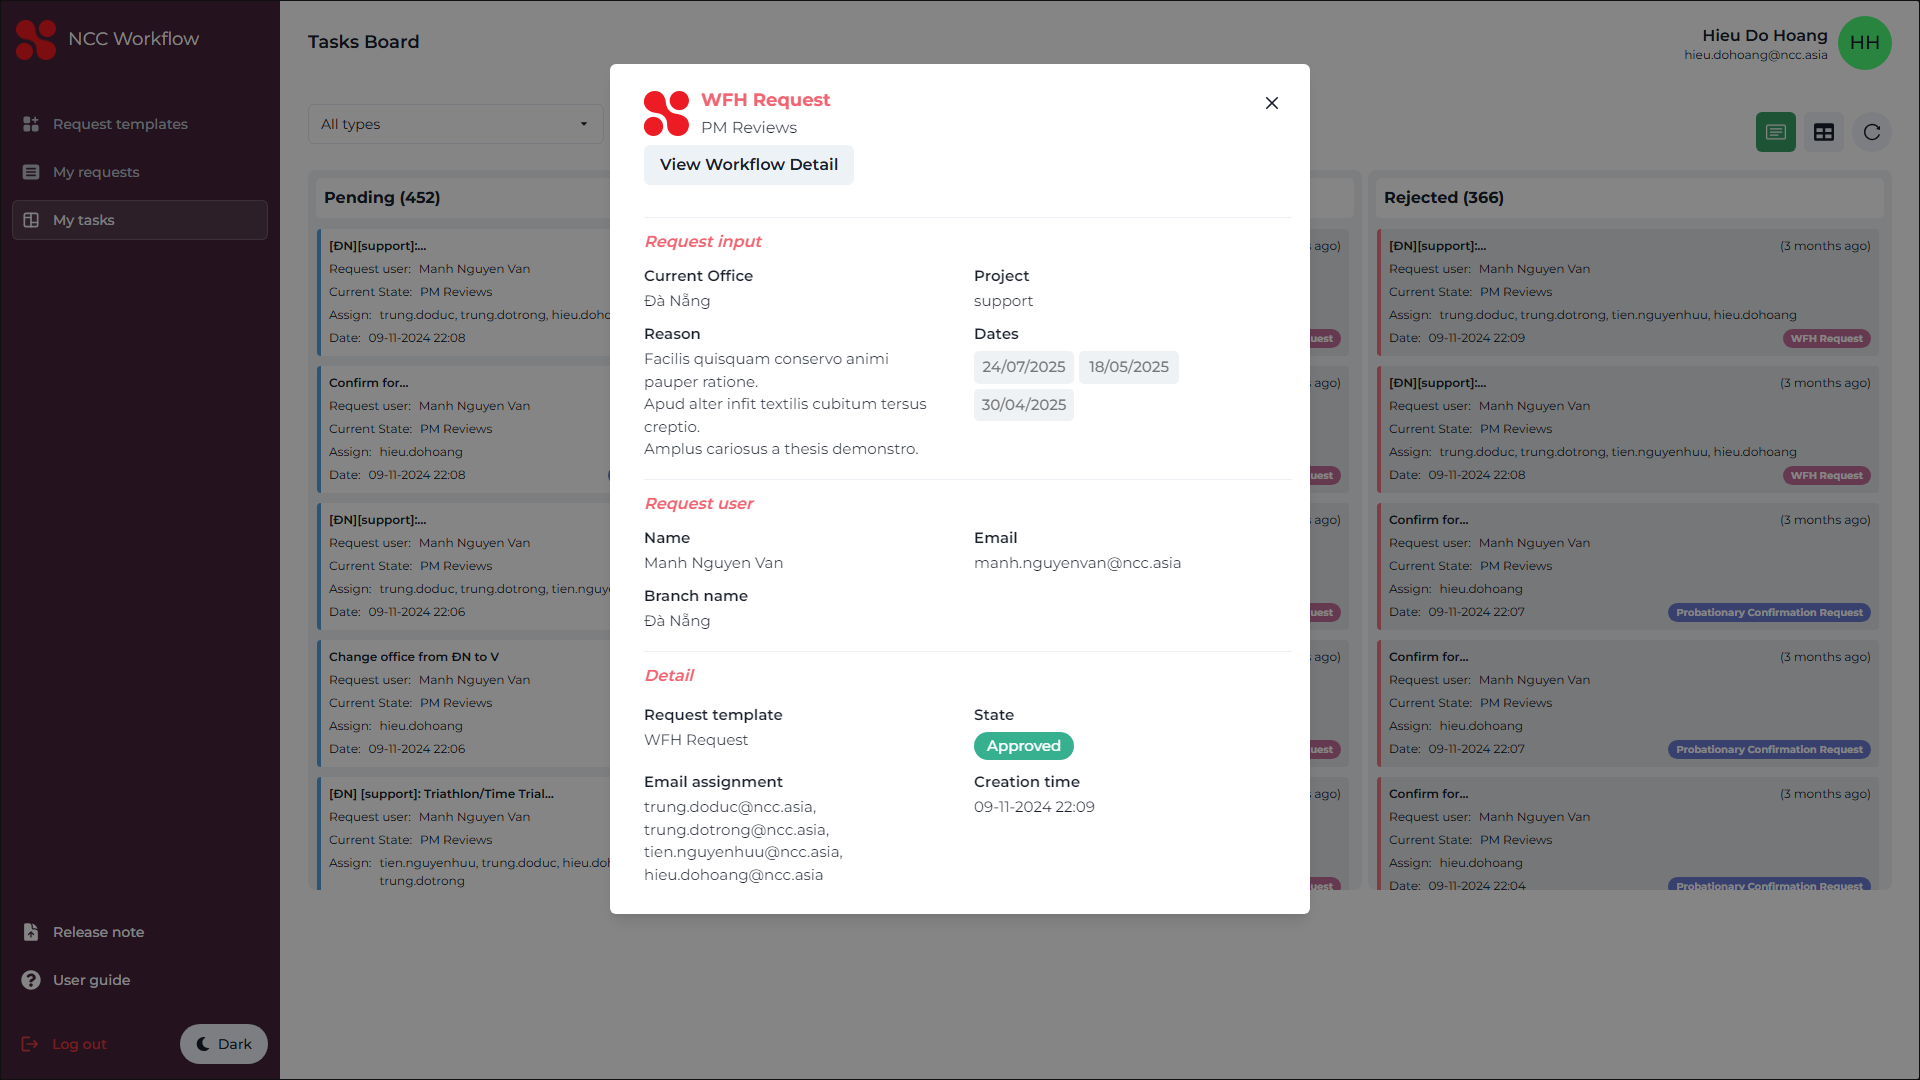 NCC Workflow
Request templates
My requests
My tasks
Release note
User guide
Log out
Dark
Tasks Board
Hieu Do Hoang
hieu.dohoang@ncc.asia
HH
All types
Pending (452)
[ĐN][support]:...
Request user: Manh Nguyen Van
Current State: PM Reviews
Assign: trung.doduc, trung.dotrong,
Date: 09-11-2024 22:08
Confirm for...
Request user: Manh Nguyen Van
Current State: PM Reviews
Assign: hieu.dohoang
Date: 09-11-2024 22:08
[ĐN][support]:...
Request user: Manh Nguyen Van
Current State: PM Reviews
Assign: trung.doduc, trung.dotrong,
Date: 09-11-2024 22:06
Change office from ĐN to V
Request user: Manh Nguyen Van
Current State: PM Reviews
Assign: hieu.dohoang
Date: 09-11-2024 22:06
[ĐN] [support]: Triathlon/Time Trial...
Request user: Manh Nguyen Van
Current State: PM Reviews
Assign: tien.nguyenhuu, trung.doduc,
trung.dotrong
WFH Request
PM Reviews
View Workflow Detail
Request input
Current Office
Đà Nẵng
Project
support
Reason
Facilis quisquam conservo animi
pauper ratione.
Apud alter infit textilis cubitum tersus
creptio.
Amplus cariosus a thesis demonstro.
Dates
24/07/2025 18/05/2025
30/04/2025
Request user
Name
Manh Nguyen Van
Email
manh.nguyenvan@ncc.asia
Branch name
Đà Nẵng
Detail
Request template
WFH Request
State
Approved
Email assignment
trung.doduc@ncc.asia,
trung.dotrong@ncc.asia,
tien.nguyenhuu@ncc.asia,
hieu.dohoang@ncc.asia
Creation time
09-11-2024 22:09
ago)
ago)
ago)
ago)
ago)
Rejected (366)
[ĐN][support]:... (3 months ago)
Request user: Manh Nguyen Van
Current State: PM Reviews
Assign: trung.doduc, trung.dotrong, tien.nguyenhuu, hieu.dohoang
Date: 09-11-2024 22:09 WFH Request
[ĐN][support]:... (3 months ago)
Request user: Manh Nguyen Van
Current State: PM Reviews
Assign: trung.doduc, trung.dotrong, tien.nguyenhuu, hieu.dohoang
Date: 09-11-2024 22:08 WFH Request
Confirm for... (3 months ago)
Request user: Manh Nguyen Van
Current State: PM Reviews
Assign: hieu.dohoang
Date: 09-11-2024 22:07 Probationary Confirmation Request
Confirm for... (3 months ago)
Request user: Manh Nguyen Van
Current State: PM Reviews
Assign: hieu.dohoang
Date: 09-11-2024 22:07 Probationary Confirmation Request
Confirm for... (3 months ago)
Request user: Manh Nguyen Van
Current State: PM Reviews
Assign: hieu.dohoang
Date: 09-11-2024 22:04 Probationary Confirmation Request